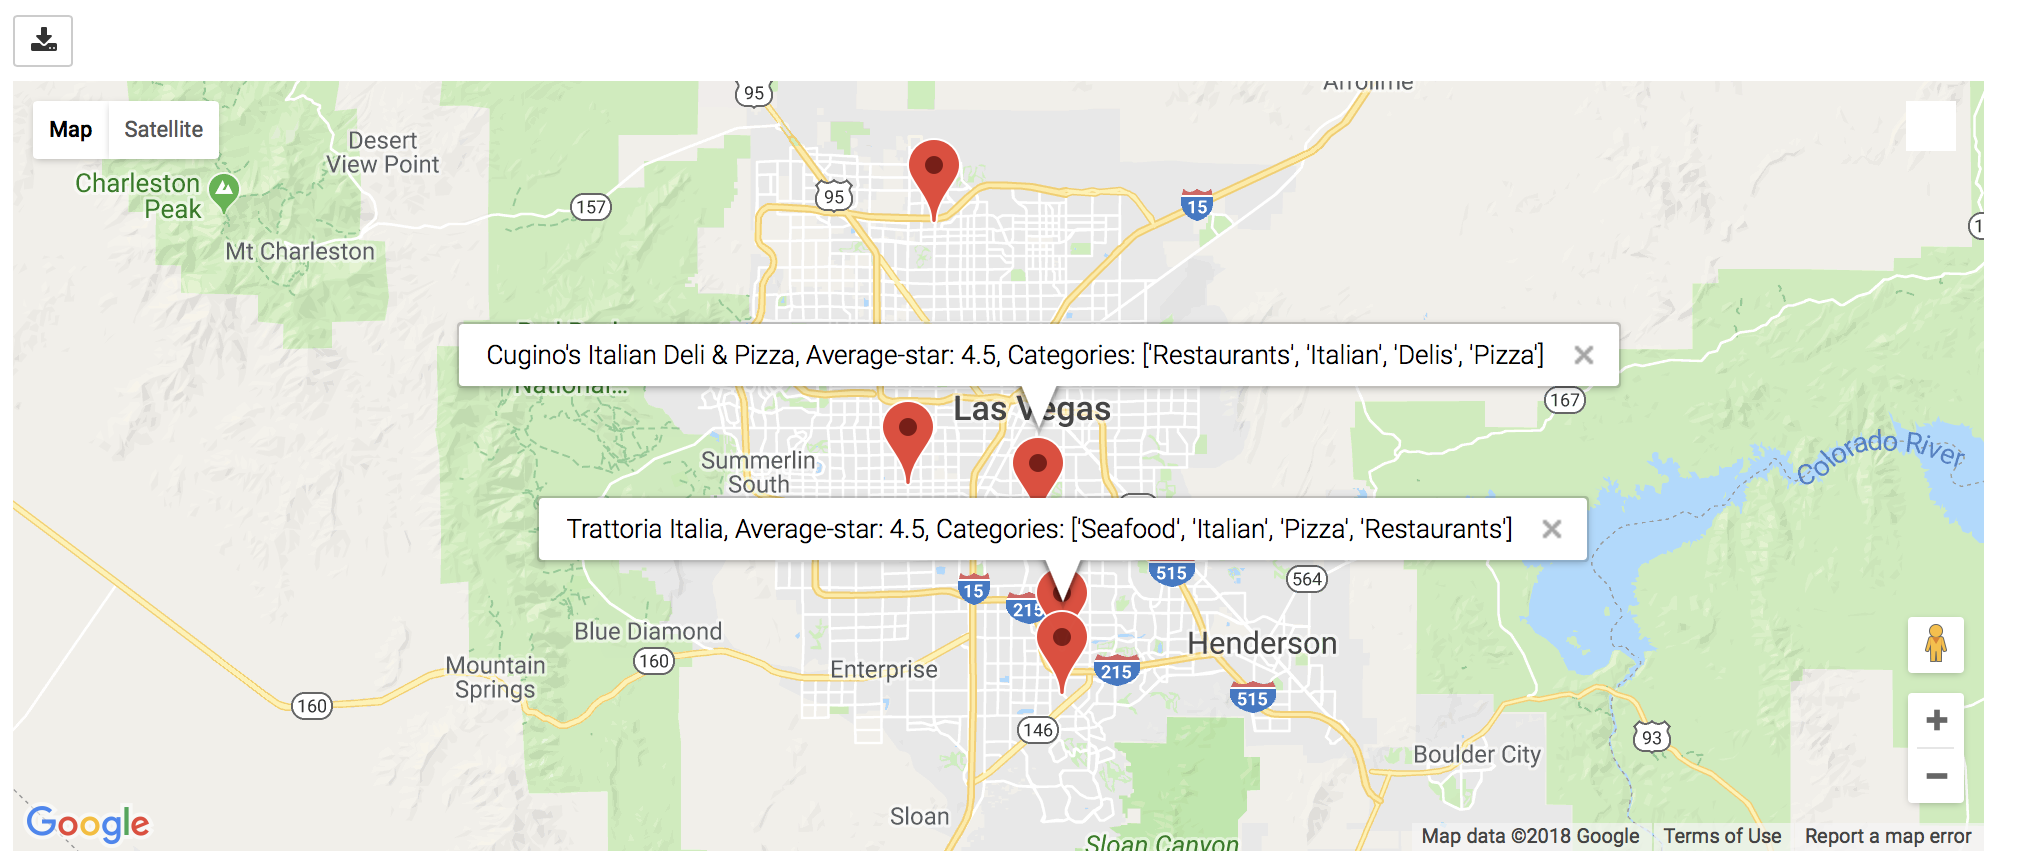 95
Arrolime
Map
Satellite
Desert
View Point
Charleston
Peak
95
157
15
Mt Charleston
Cugino's Italian Deli & Pizza, Average-star: 4.5, Categories: ['Restaurants', 'Italian', 'Delis', 'Pizza']
National...
Las Vegas
167
Colorado River
Summerlin
South
Trattoria Italia, Average-star: 4.5, Categories: ['Seafood', 'Italian', 'Pizza', 'Restaurants']
515
15
564
215
Blue Diamond
Henderson
160
Mountain
Springs
Enterprise
215
515
160
146
93
Boulder City
Google
Sloan
Sloan Canyon
Map data ©2018 Google
Terms of Use
Report a map error